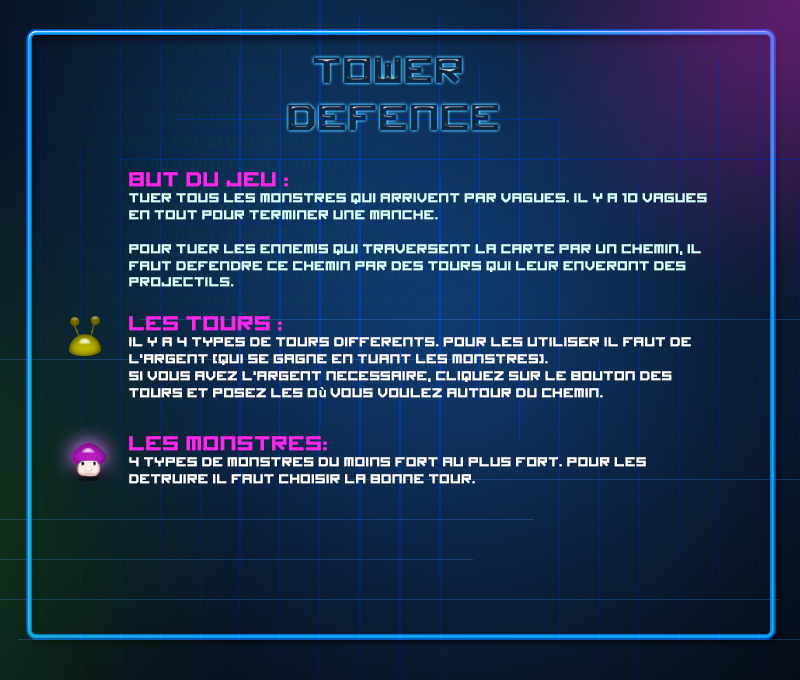 TOWER
DEFENCE
BUT DU JEU :
TUER TOUS LES MONSTRES QUI ARRIVENT PAR VAGUES. IL Y A 10 VAGUES
EN TOUT POUR TERMINER UNE MANCHE.
POUR TUER LES ENNEMIS QUI TRAVERSENT LA CARTE PAR UN CHEMIN, IL
FAUT DEFENDRE CE CHEMIN PAR DES TOURS QUI LEUR ENVERONT DES
PROJECTILS.
LES TOURS :
IL Y A 4 TYPES DE TOURS DIFFERENTS. POUR LES UTILISER IL FAUT DE
L'ARGENT (QUI SE GAGNE EN TUANT LES MONSTRES).
SI VOUS AVEZ L'ARGENT NECESSAIRE, CLIQUEZ SUR LE BOUTON DES
TOURS ET POSEZ LES Où VOUS VOULEZ AUTOUR DU CHEMIN.
LES MONSTRES:
4 TYPES DE MONSTRES DU MOINS FORT AU PLUS FORT. POUR LES
DETRUIRE IL FAUT CHOISIR LA BONNE TOUR.